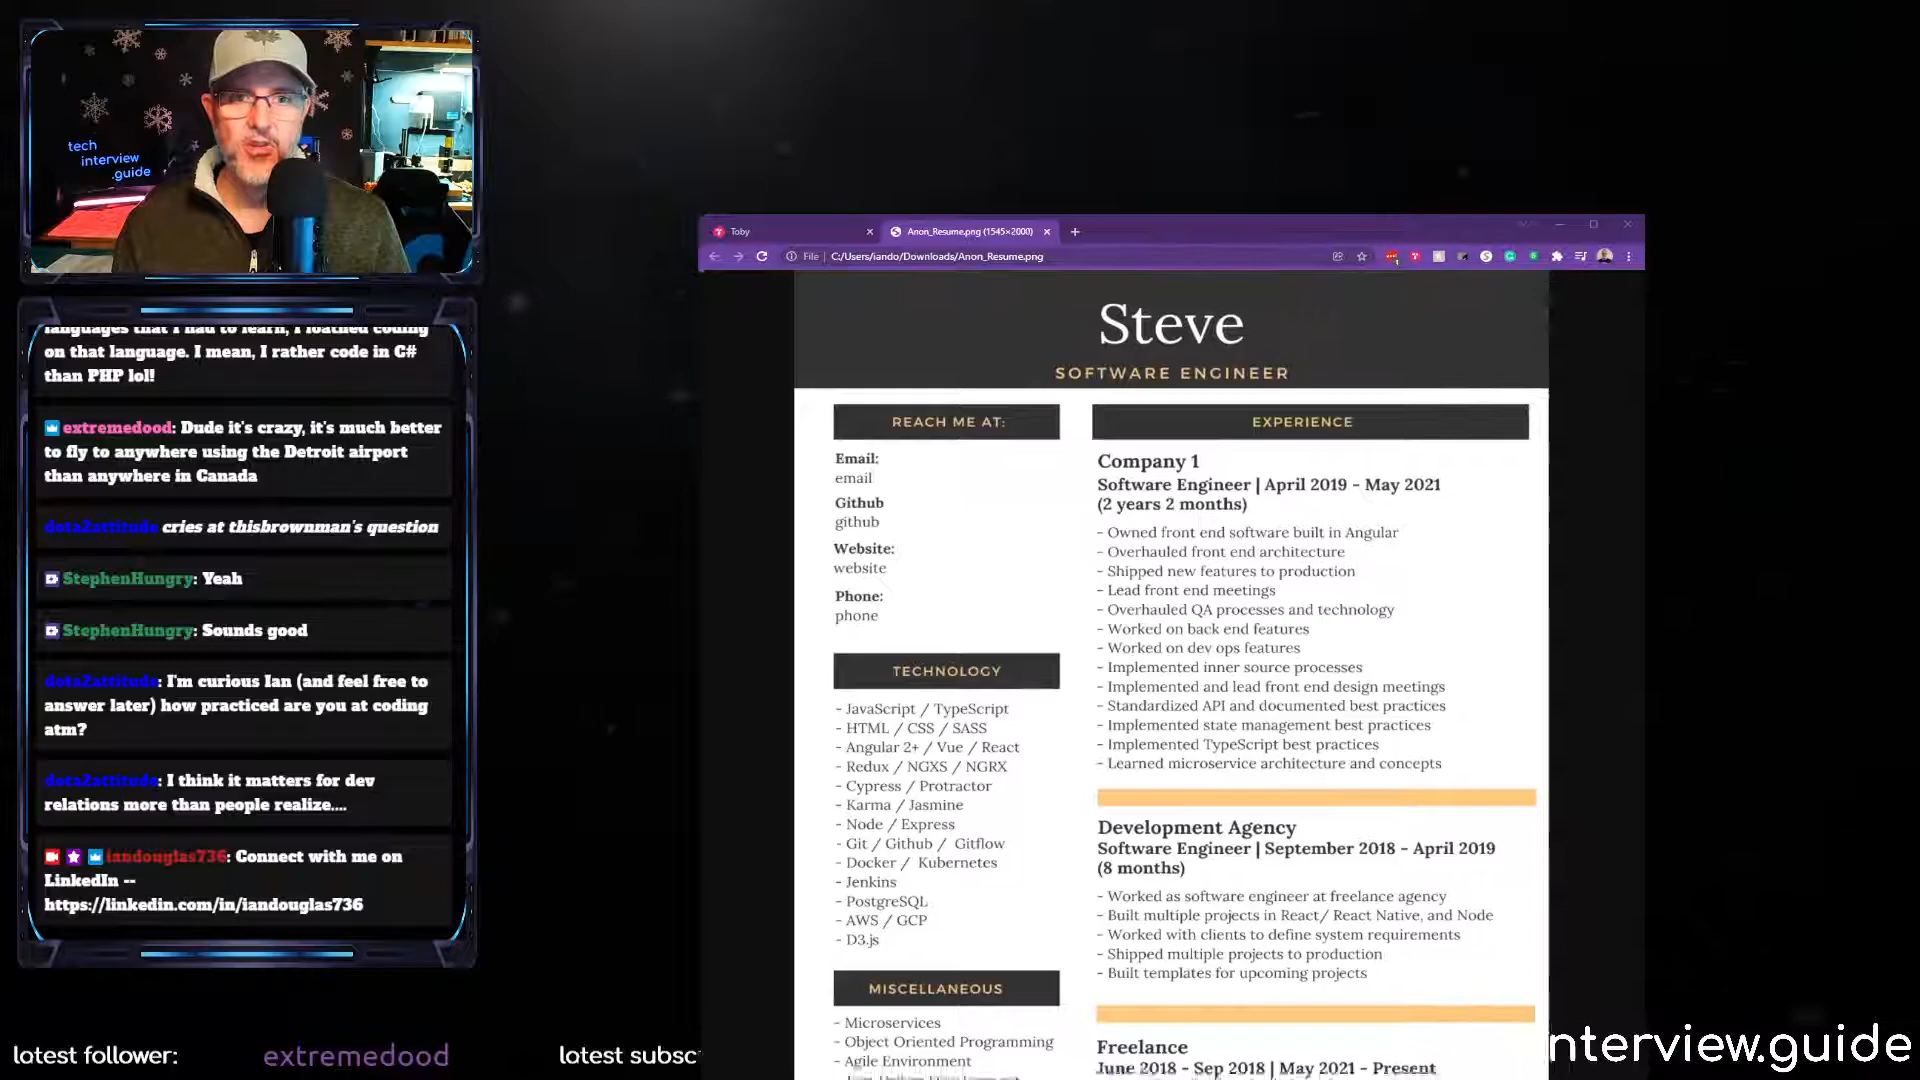 tech
interview
.guide
languages that I had to learn, I loathed coding
on that language. I mean, I rather code in C#
than PHP lol!
extremedood: Dude it's crazy, it's much better
to fly to anywhere using the Detroit airport
than anywhere in Canada
dota2attitude cries at thisbrownman's question
StephenHungry: Yeah
StephenHungry: Sounds good
dota2attitude: I'm curious Ian (and feel free to
answer later) how practiced are you at coding
atm?
dota2attitude: I think it matters for dev
relations more than people realize....
iandouglas736: Connect with me on
LinkedIn --
https://linkedin.com/in/iandouglas736
latest follower:
extremedood
latest subsc
Toby
Anon_Resume.png (1545×2000)
File
C:/Users/iando/Downloads/Anon_Resume.png
Steve
SOFTWARE ENGINEER
REACH ME AT:
Email:
email
Github
github
Website:
website
Phone:
phone
TECHNOLOGY
- JavaScript / TypeScript
- HTML / CSS / SASS
- Angular 2+ / Vue / React
- Redux / NGXS / NGRX
- Cypress / Protractor
- Karma / Jasmine
- Node / Express
- Git / Github / Gitflow
- Docker / Kubernetes
- Jenkins
- PostgreSQL
- AWS / GCP
- D3.js
MISCELLANEOUS
- Microservices
- Object Oriented Programming
- Agile Environment
EXPERIENCE
Company 1
Software Engineer | April 2019 - May 2021
(2 years 2 months)
- Owned front end software built in Angular
- Overhauled front end architecture
- Shipped new features to production
- Lead front end meetings
- Overhauled QA processes and technology
- Worked on back end features
- Worked on dev ops features
- Implemented inner source processes
- Implemented and lead front end design meetings
- Standardized API and documented best practices
- Implemented state management best practices
- Implemented TypeScript best practices
- Learned microservice architecture and concepts
Development Agency
Software Engineer | September 2018 - April 2019
(8 months)
- Worked as software engineer at freelance agency
- Built multiple projects in React/ React Native, and Node
- Worked with clients to define system requirements
- Shipped multiple projects to production
- Built templates for upcoming projects
Freelance
June 2018 - Sep 2018 | May 2021 - Present
nterview.guide